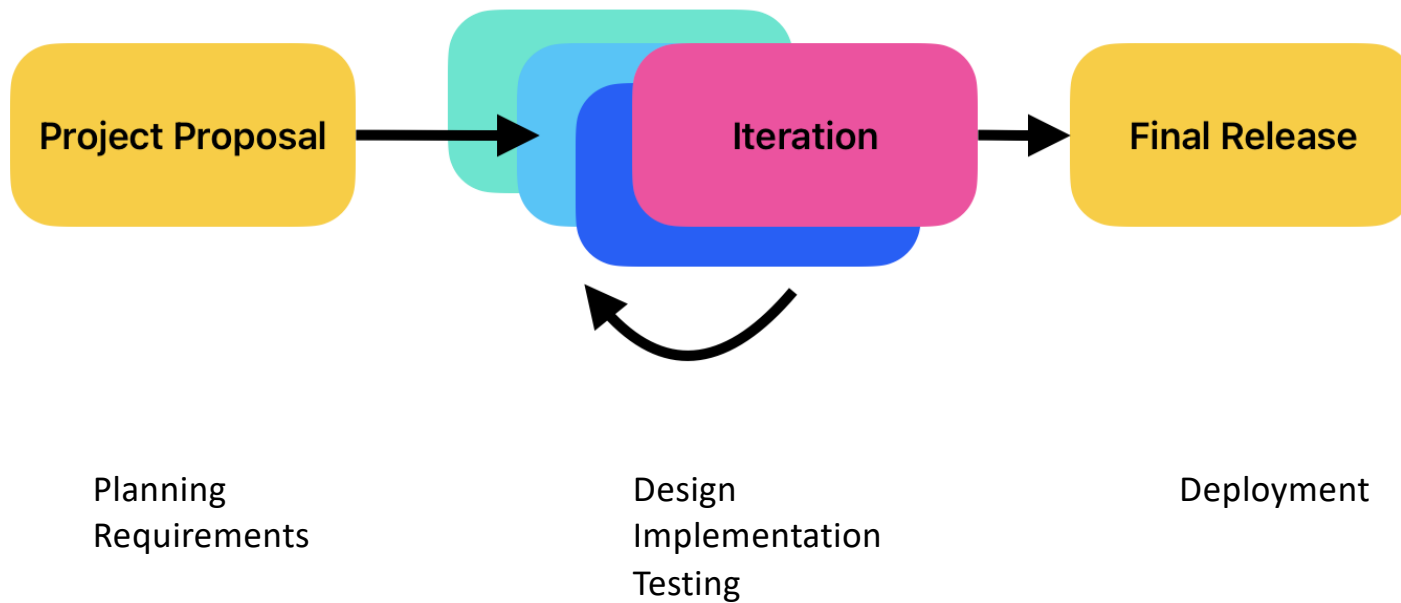 Project Proposal
Iteration
Final Release
Planning
Requirements
Design
Implementation
Testing
Deployment